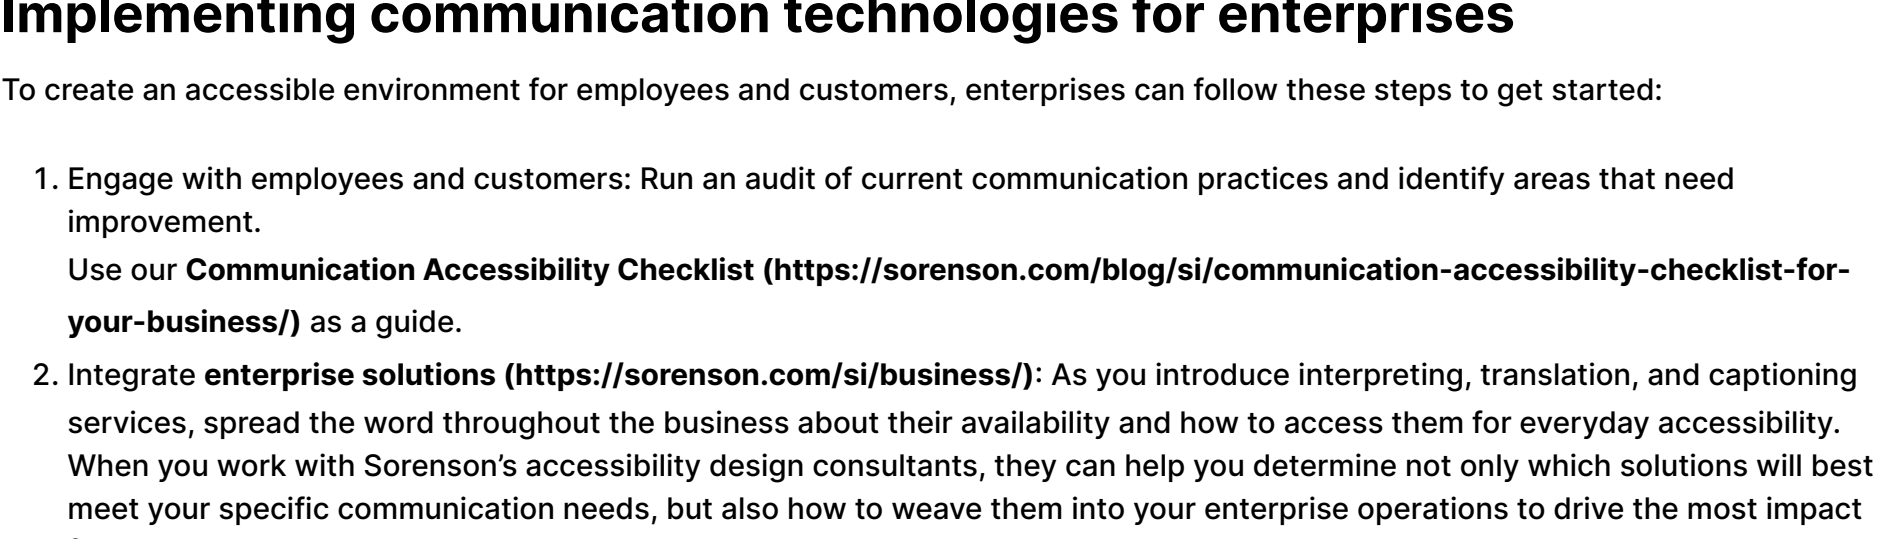 Implementing communication technologies for enterprises
To create an accessible environment for employees and customers, enterprises can follow these steps to get started:
1. Engage with employees and customers: Run an audit of current communication practices and identify areas that need
improvement.
Use our Communication Accessibility Checklist (https://sorenson.com/blog/si/communication-accessibility-checklist-for-
your-business/) as a guide.
2. Integrate enterprise solutions (https://sorenson.com/si/business/): As you introduce interpreting, translation, and captioning
services, spread the word throughout the business about their availability and how to access them for everyday accessibility.
When you work with Sorenson’s accessibility design consultants, they can help you determine not only which solutions will best
meet your specific communication needs, but also how to weave them into your enterprise operations to drive the most impact